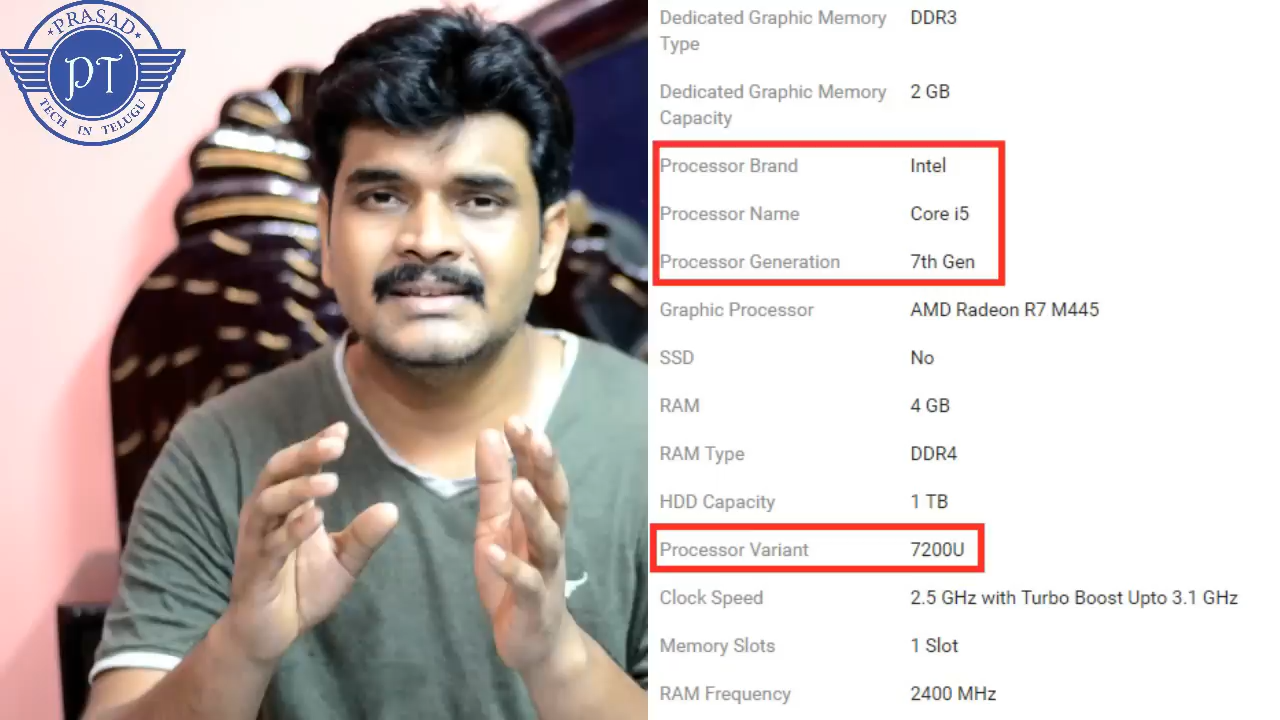 PRASAD
PT
TECH IN TELUGU
Dedicated Graphic Memory Type DDR3
Dedicated Graphic Memory Capacity 2 GB
Processor Brand Intel
Processor Name Core i5
Processor Generation 7th Gen
Graphic Processor AMD Radeon R7 M445
SSD No
RAM 4 GB
RAM Type DDR4
HDD Capacity 1 TB
Processor Variant 7200U
Clock Speed 2.5 GHz with Turbo Boost Upto 3.1 GHz
Memory Slots 1 Slot
RAM Frequency 2400 MHz